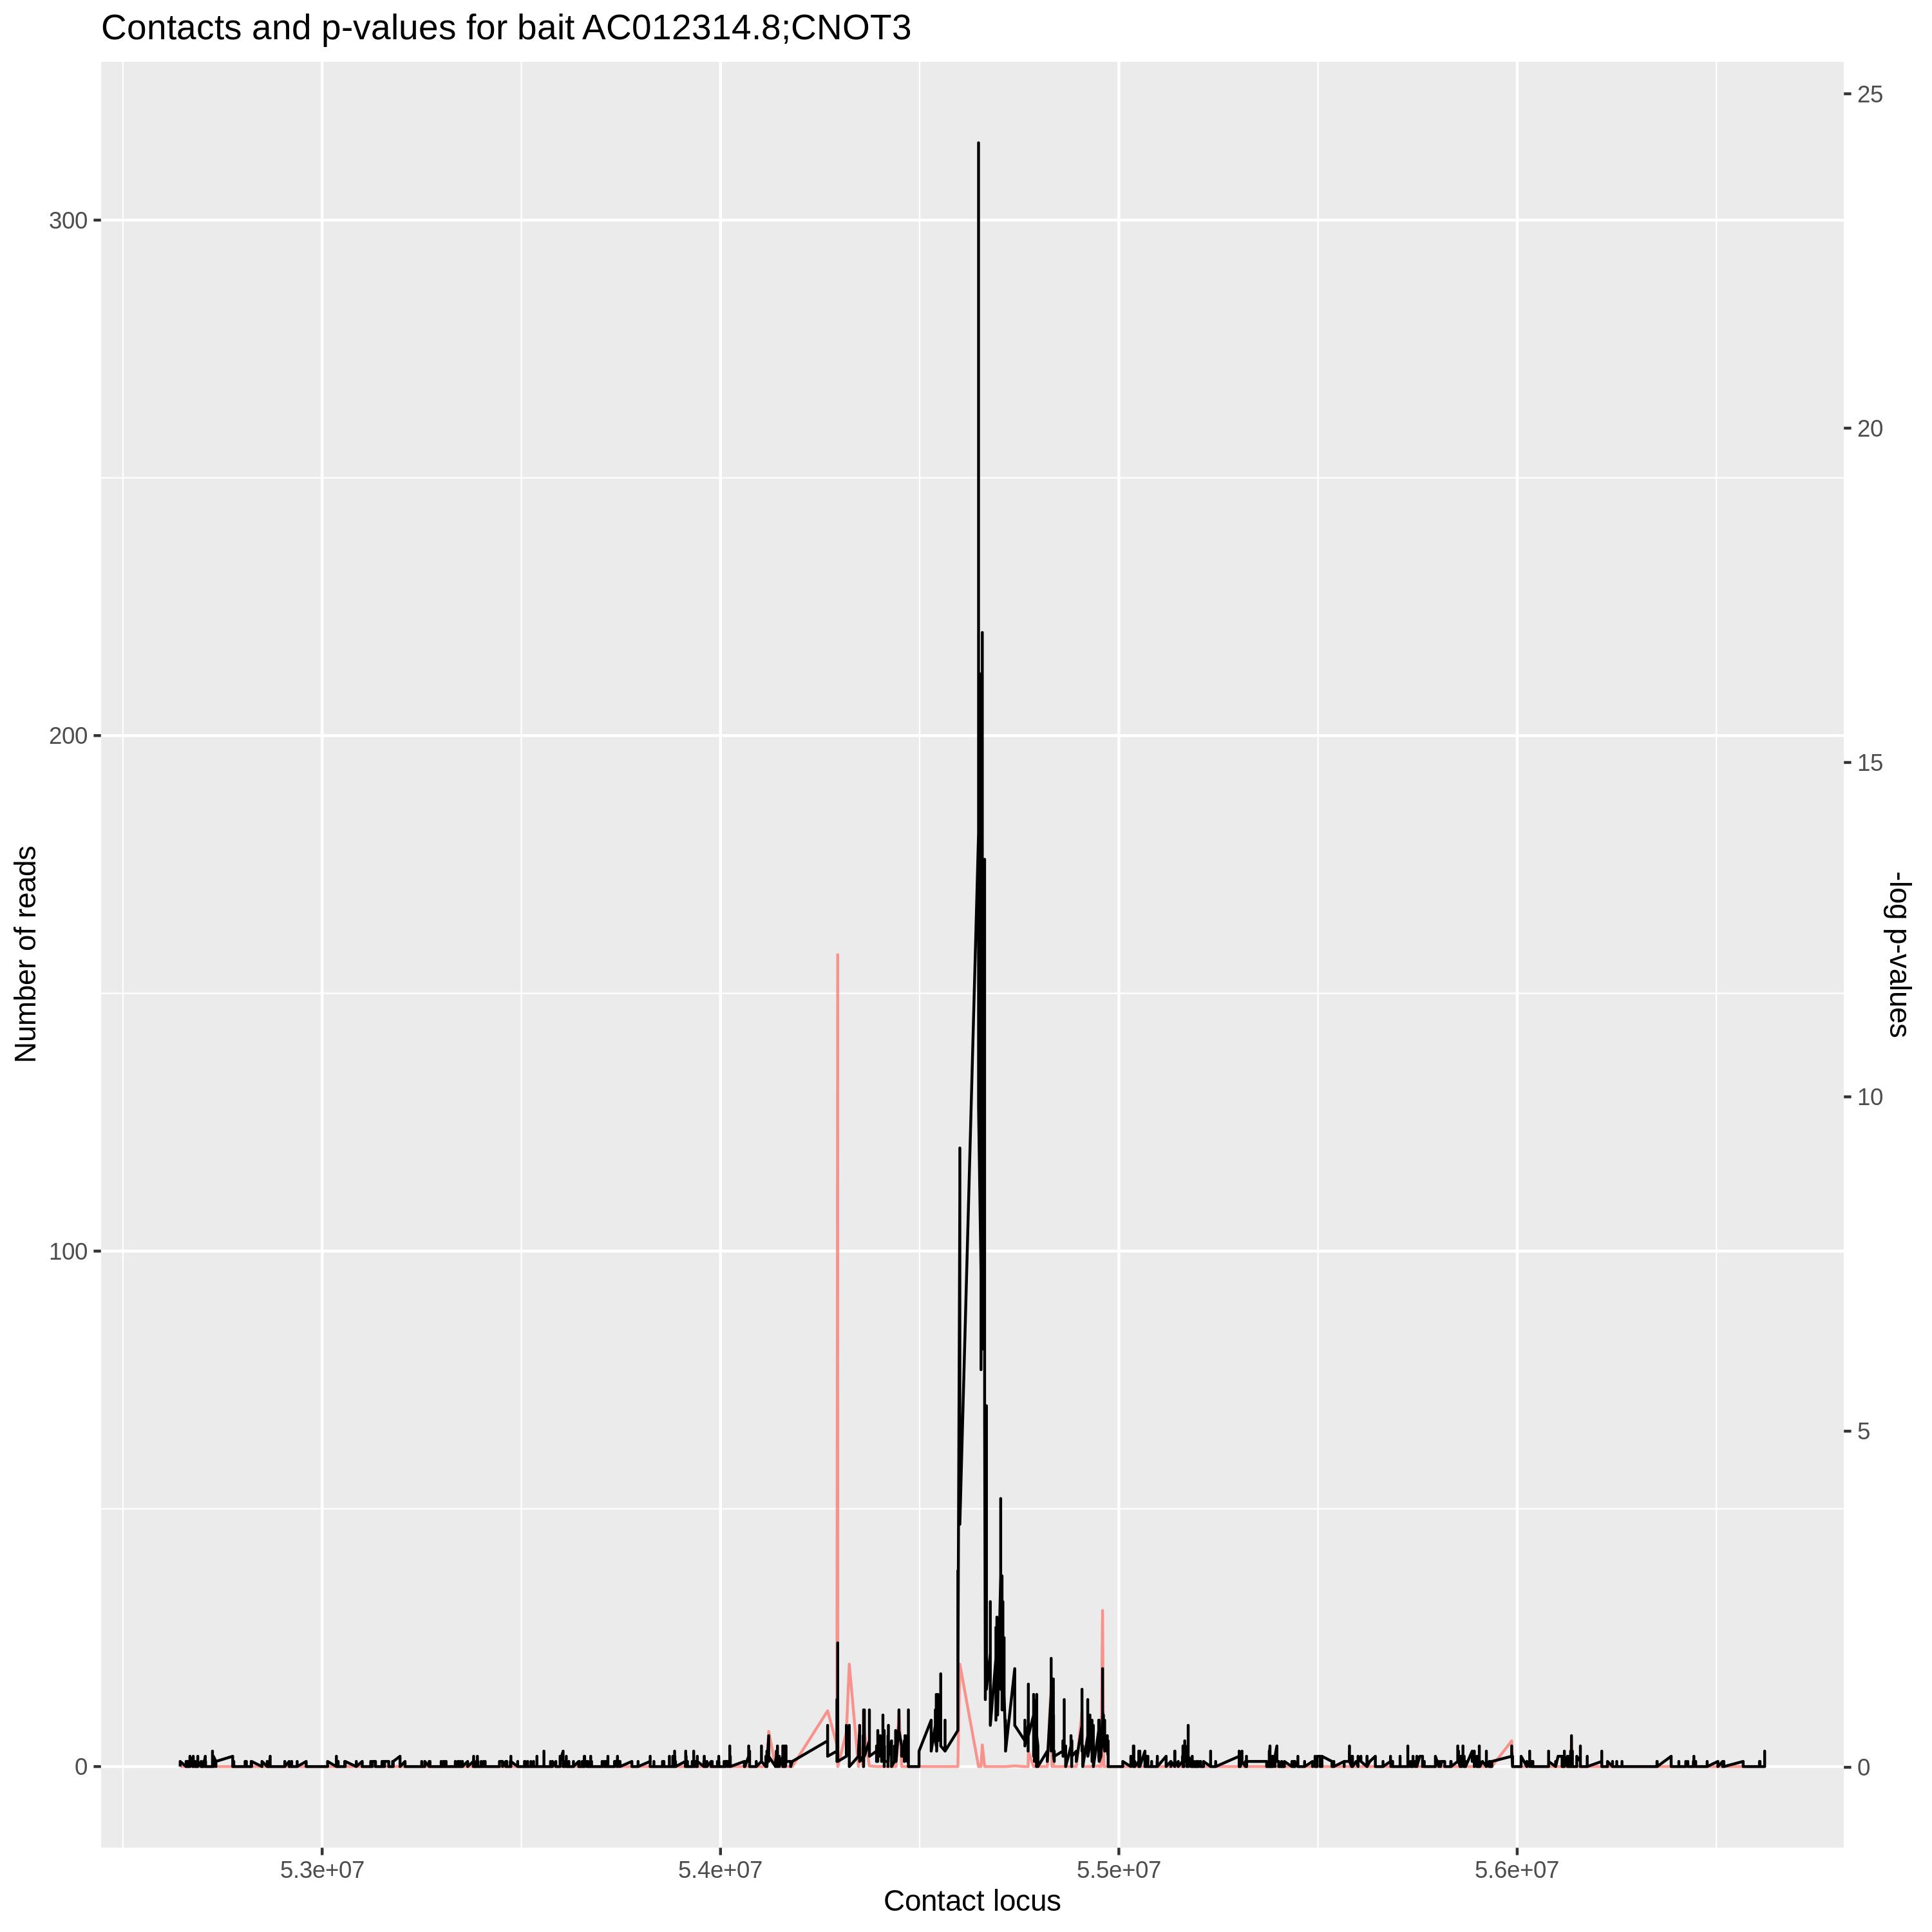 Contacts and p-values for bait AC012314.8;CNOT3
300
200
100
0
Number of reads
25
20
15
10
5
0
-log p-values
5.3e+07
5.4e+07
5.5e+07
5.6e+07
Contact locus